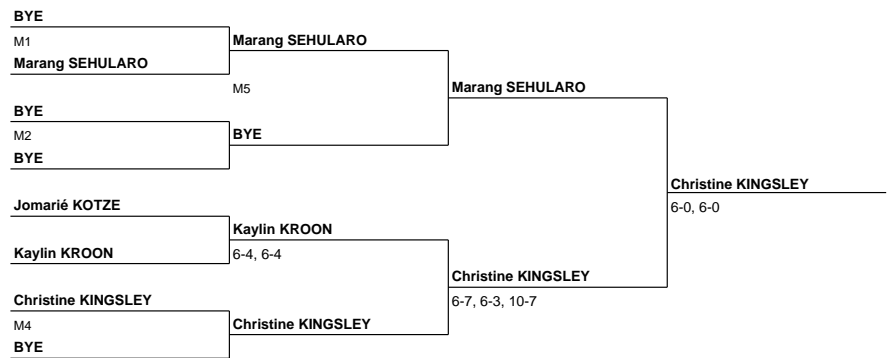 BYE
M1
Marang SEHULARO
Marang SEHULARO
M5
Marang SEHULARO
BYE
M2
BYE
BYE
Christine KINGSLEY
6-0, 6-0
Jomarié KOTZE
Kaylin KROON
Kaylin KROON
6-4, 6-4
Christine KINGSLEY
6-7, 6-3, 10-7
Christine KINGSLEY
M4
Christine KINGSLEY
BYE